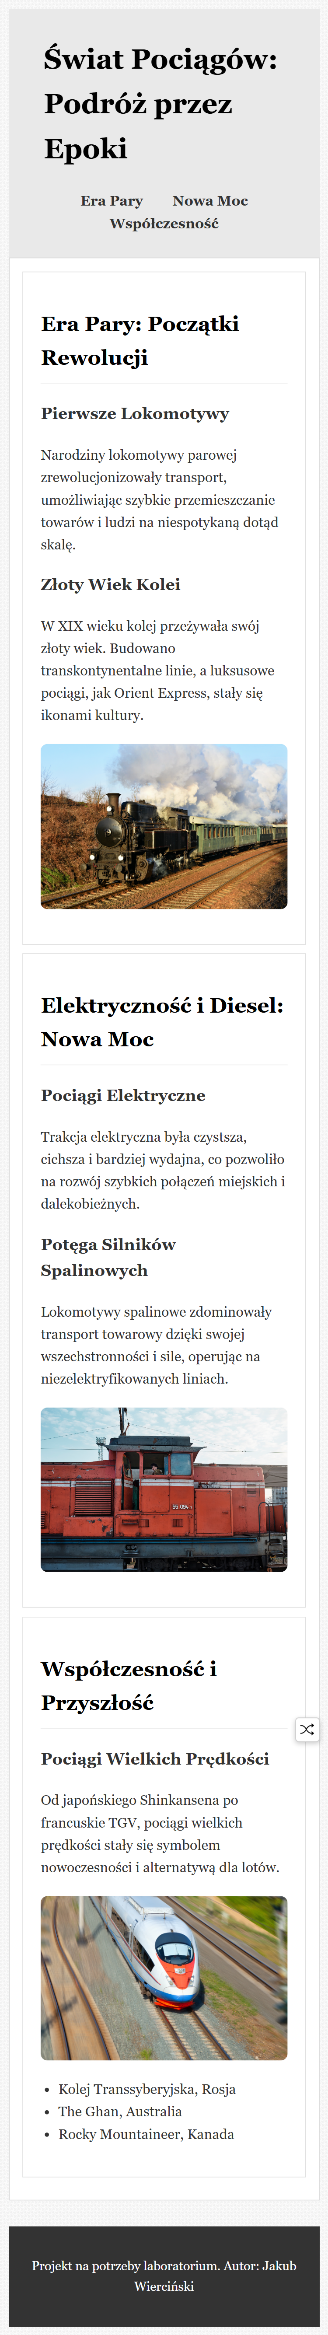 Świat Pociągów:
Podróż przez
Epoki
Era Pary Nowa Moc
Współczesność
Era Pary: Początki
Rewolucji
Pierwsze Lokomotywy
Narodziny lokomotywy parowej
zrewolucjonizowały transport,
umożliwiając szybkie przemieszczanie
towarów i ludzi na niespotykaną dotąd
skalę.
Złoty Wiek Kolei
W XIX wieku kolej przeżywała swój
złoty wiek. Budowano
transkontynentalne linie, a luksusowe
pociągi, jak Orient Express, stały się
ikonami kultury.
Elektryczność i Diesel:
Nowa Moc
Pociągi Elektryczne
Trakcja elektryczna była czystsza,
cichsza i bardziej wydajna, co pozwoliło
na rozwój szybkich połączeń miejskich i
dalekobieżnych.
Potęga Silników
Spalinowych
Lokomotywy spalinowe zdominowały
transport towarowy dzięki swojej
wszechstronności i sile, operując na
niezelektryfikowanych liniach.
Współczesność i
Przyszłość
Pociągi Wielkich Prędkości
Od japońskiego Shinkansena po
francuskie TGV, pociągi wielkich
prędkości stały się symbolem
nowoczesności i alternatywą dla lotów.
• Kolej Transsyberyjska, Rosja
• The Ghan, Australia
• Rocky Mountaineer, Kanada
Projekt na potrzeby laboratorium. Autor: Jakub
Wierciński